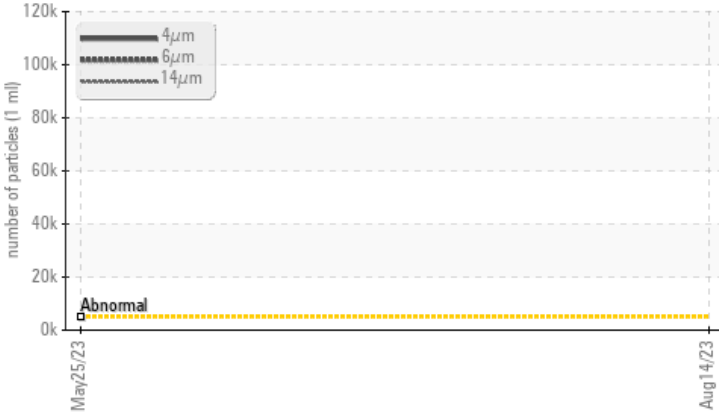 120k
100k
80k
60k
40k
20k
0k
number of particles (1 ml)
4µm
6µm
14µm
Abnormal
May25/23
Aug14/23